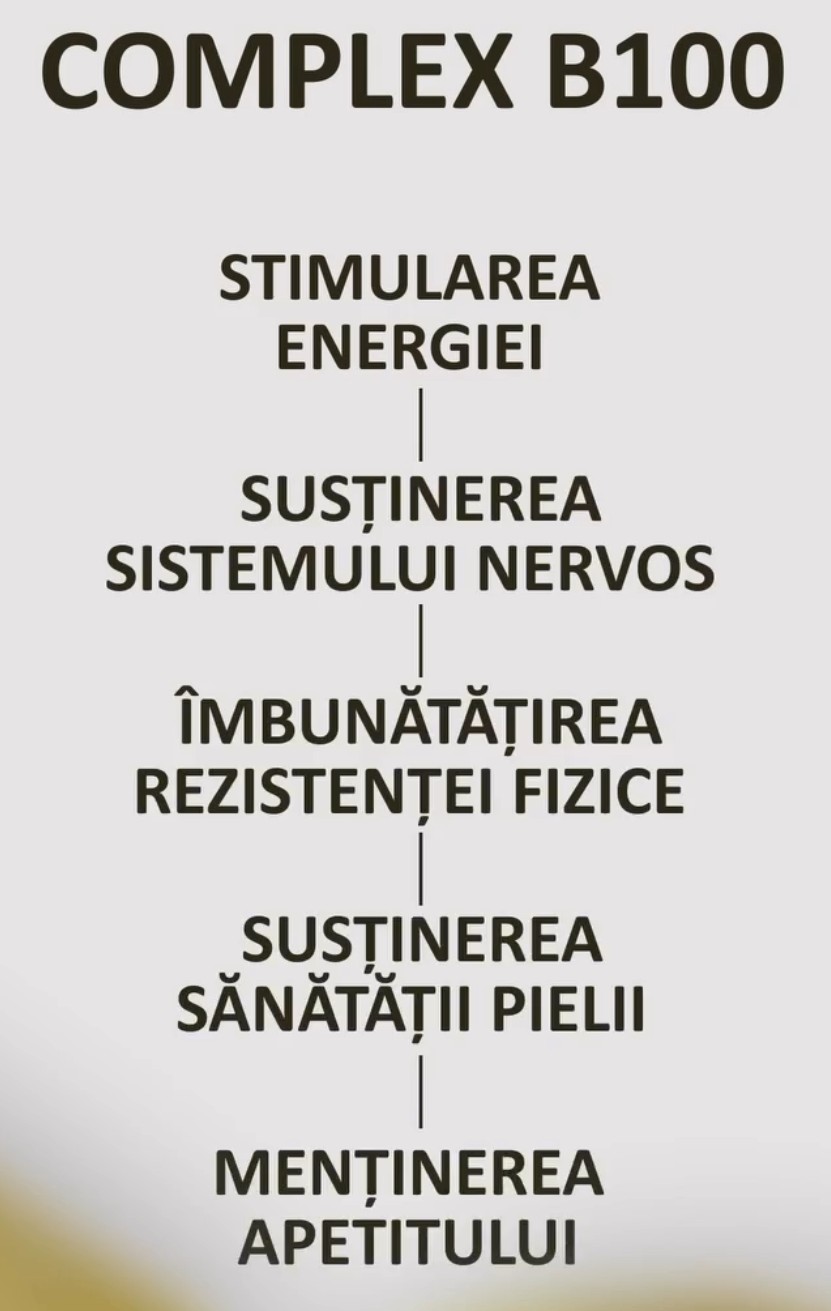 COMPLEX B100
STIMULAREA
ENERGIEI
SUSȚINEREA
SISTEMULUI NERVOS
ÎMBUNĂTĂȚIREA
REZISTENȚEI FIZICE
SUSȚINEREA
SĂNĂTĂȚII PIELII
MENȚINEREA
APETITULUI